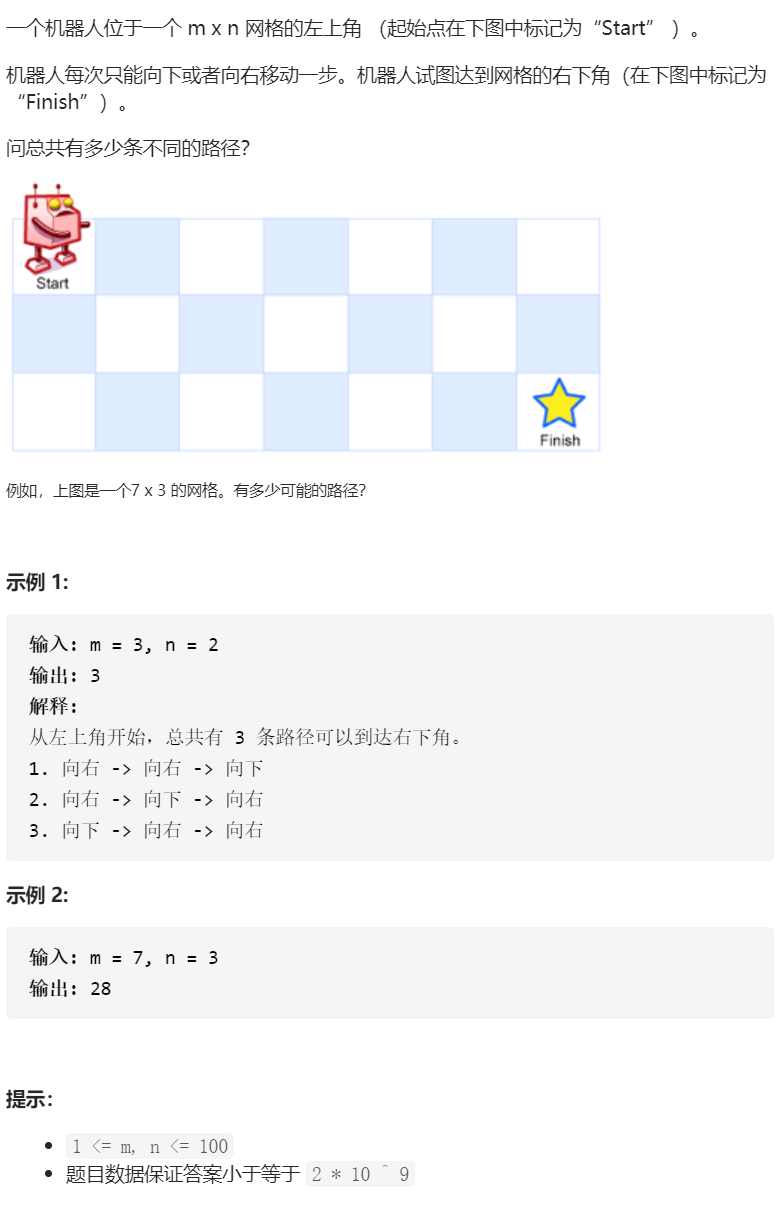 一个机器人位于一个 m x n 网格的左上角 （起始点在下图中标记为“Start” ）。
机器人每次只能向下或者向右移动一步。机器人试图达到网格的右下角（在下图中标记为
“Finish”）。
问总共有多少条不同的路径？
Start
Finish
例如，上图是一个7 x 3 的网格。有多少可能的路径？
示例 1:
输入: m = 3, n = 2
输出: 3
解释:
从左上角开始，总共有 3 条路径可以到达右下角。
1. 向右 -> 向右 -> 向下
2. 向右 -> 向下 -> 向右
3. 向下 -> 向右 -> 向右
示例 2:
输入: m = 7, n = 3
输出: 28
提示：
1 <= m, n <= 100
题目数据保证答案小于等于 2 * 10 ^ 9